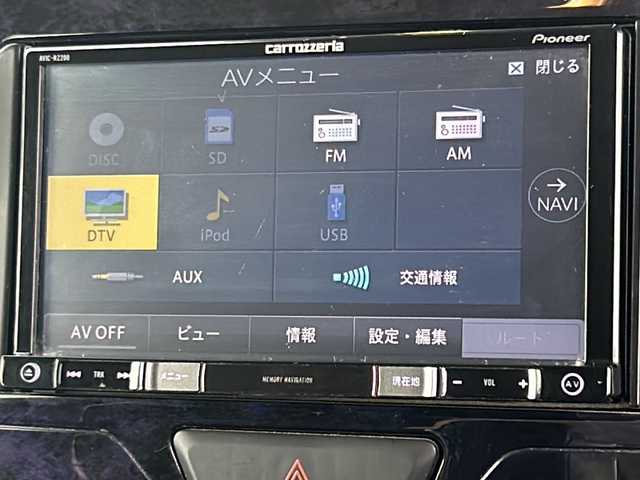 carrozzeria
Pioneer
AVIC-RZ200
AVメニュー
閉じる
DISC
SD
FM
AM
DTV
iPod
USB
NAVI
AUX
交通情報
AV OFF
ビュー
情報
設定・編集
ルート
TRK
メニュー
MEMORY NAVIGATION
現在地
VOL
AV